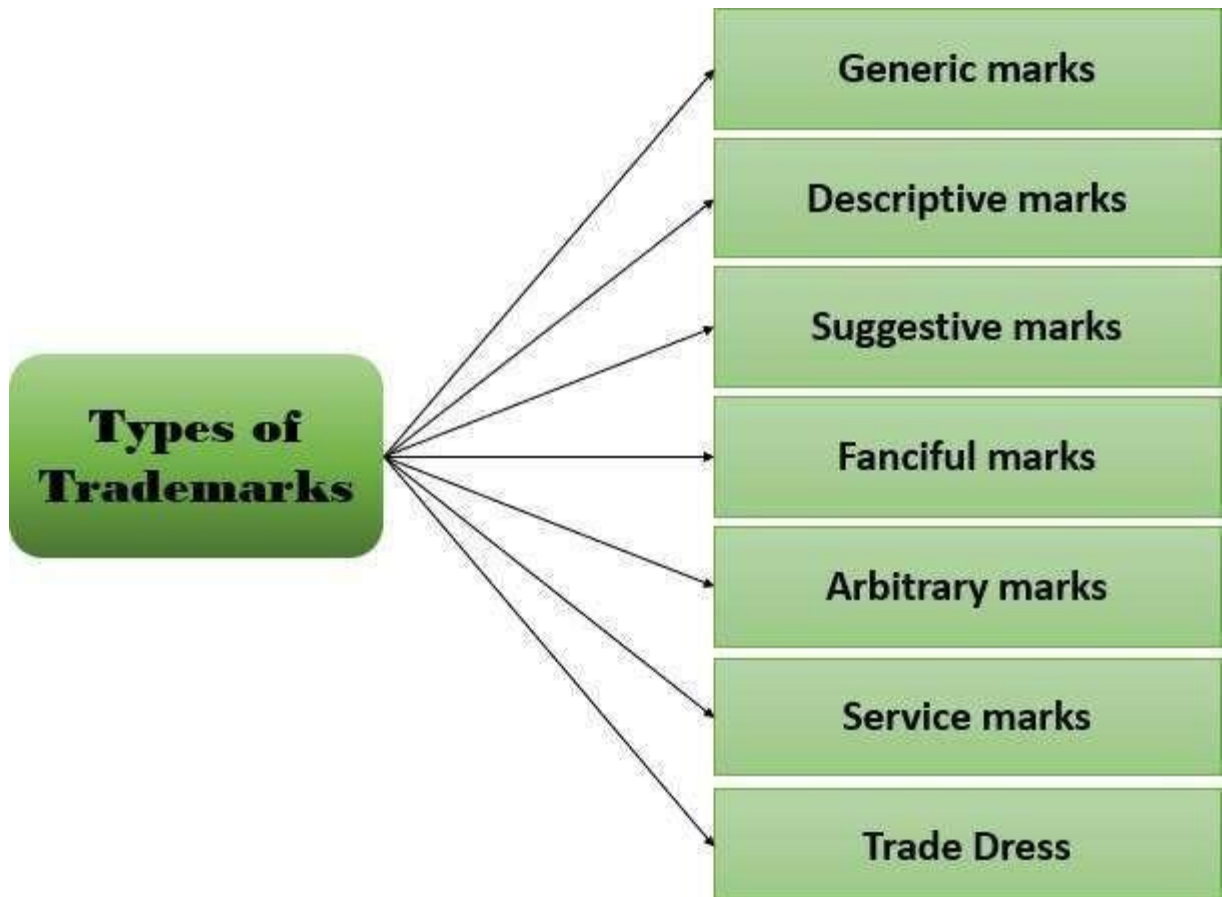 Types of
Trademarks
Generic marks
Descriptive marks
Suggestive marks
Fanciful marks
Arbitrary marks
Service marks
Trade Dress